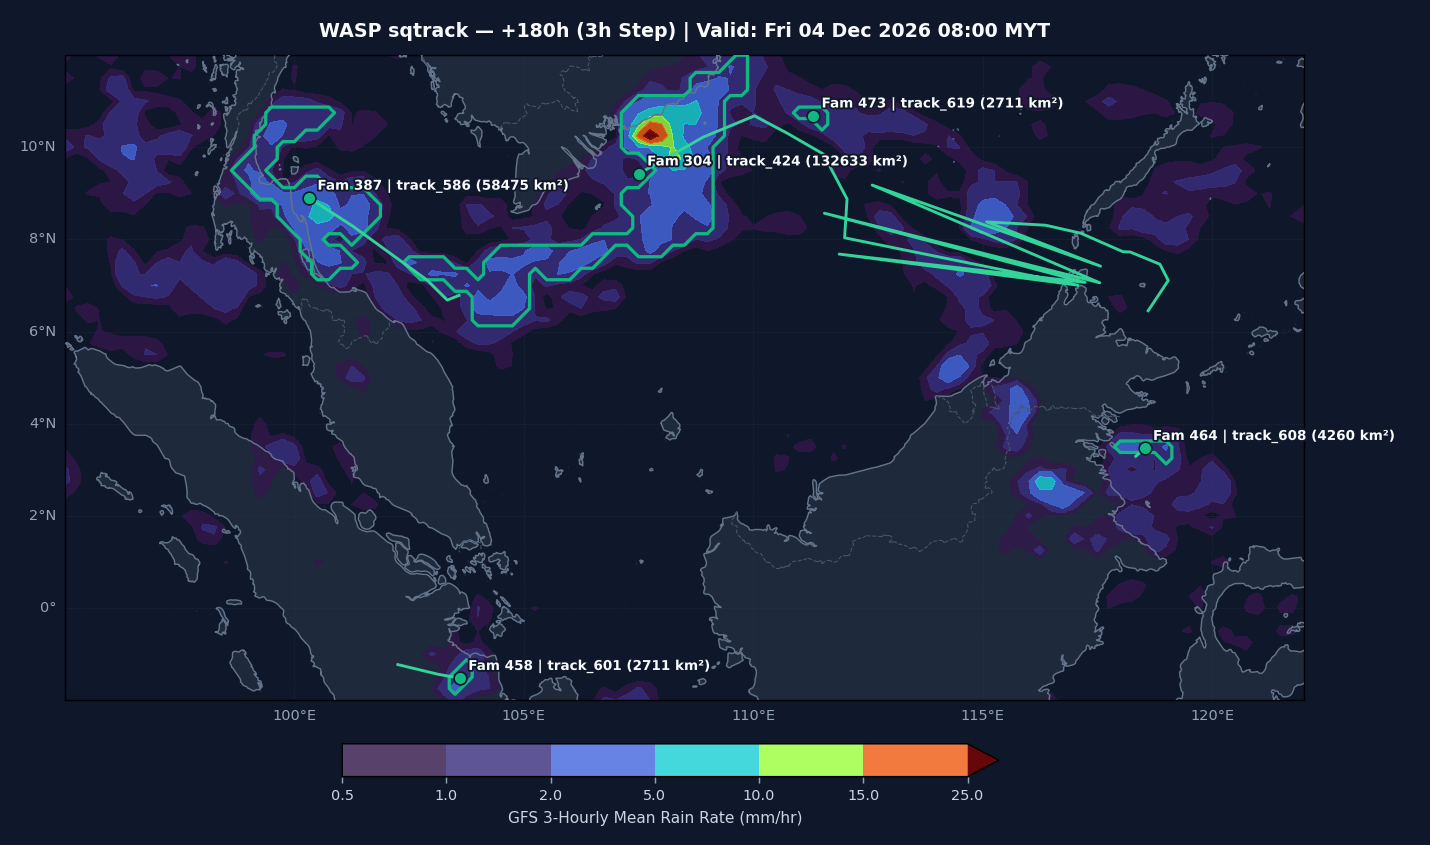 WASP sqtrack — +180h (3h Step) | Valid: Fri 04 Dec 2026 08:00 MYT
Fam 473 | track_619 (2711 km²)
10°N
Fam 304 | track_424 (132633 km²)
Fam 387 | track_586 (58475 km²)
8°N
6°N
4°N
Fam 464 | track_608 (4260 km²)
2°N
0°
Fam 458 | track_601 (2711 km²)
100°E 105°E 110°E 115°E 120°E
0.5 1.0 2.0 5.0 10.0 15.0 25.0
GFS 3-Hourly Mean Rain Rate (mm/hr)